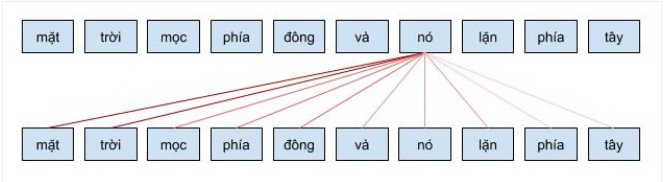 mặt trời mọc phía đông và nó lặn phía tây
mặt trời mọc phía đông và nó lặn phía tây